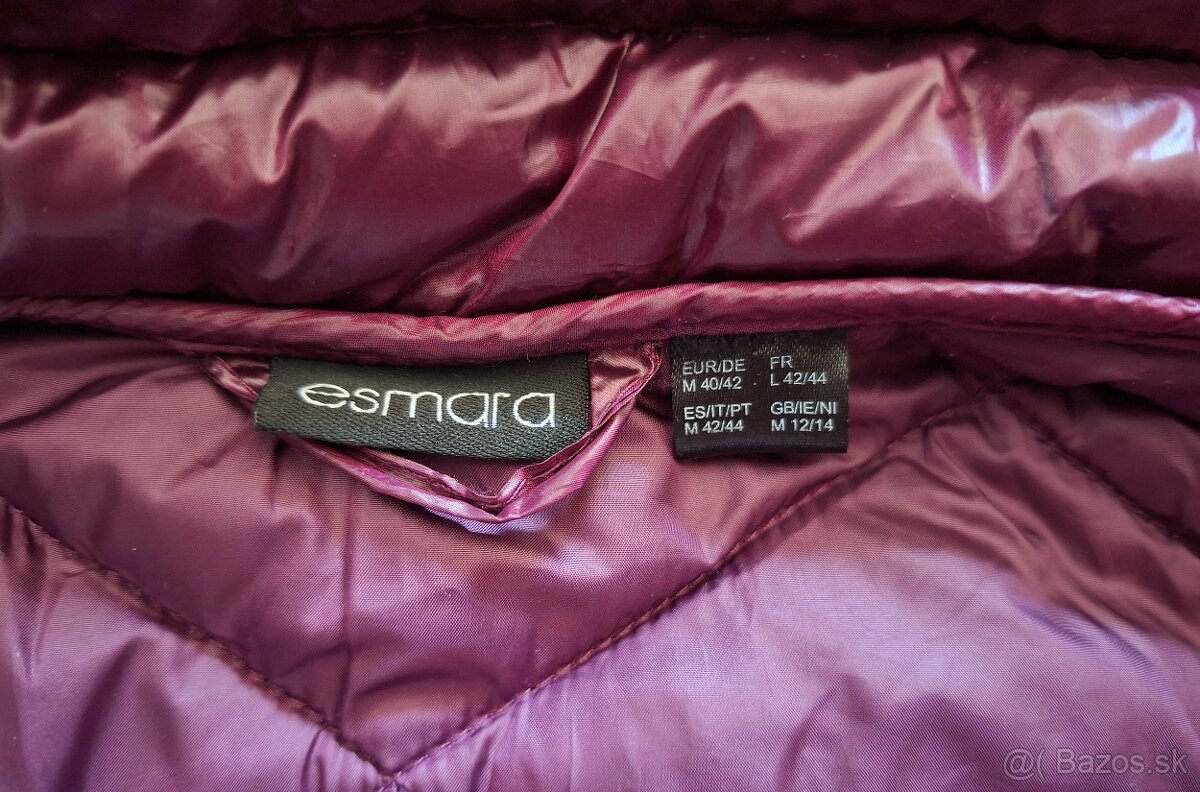 esmara
EUR/DE FR
M 40/42 L 42/44
ES/IT/PT GB/IE/NI
M 42/44 M 12/14
@( Bazos.sk